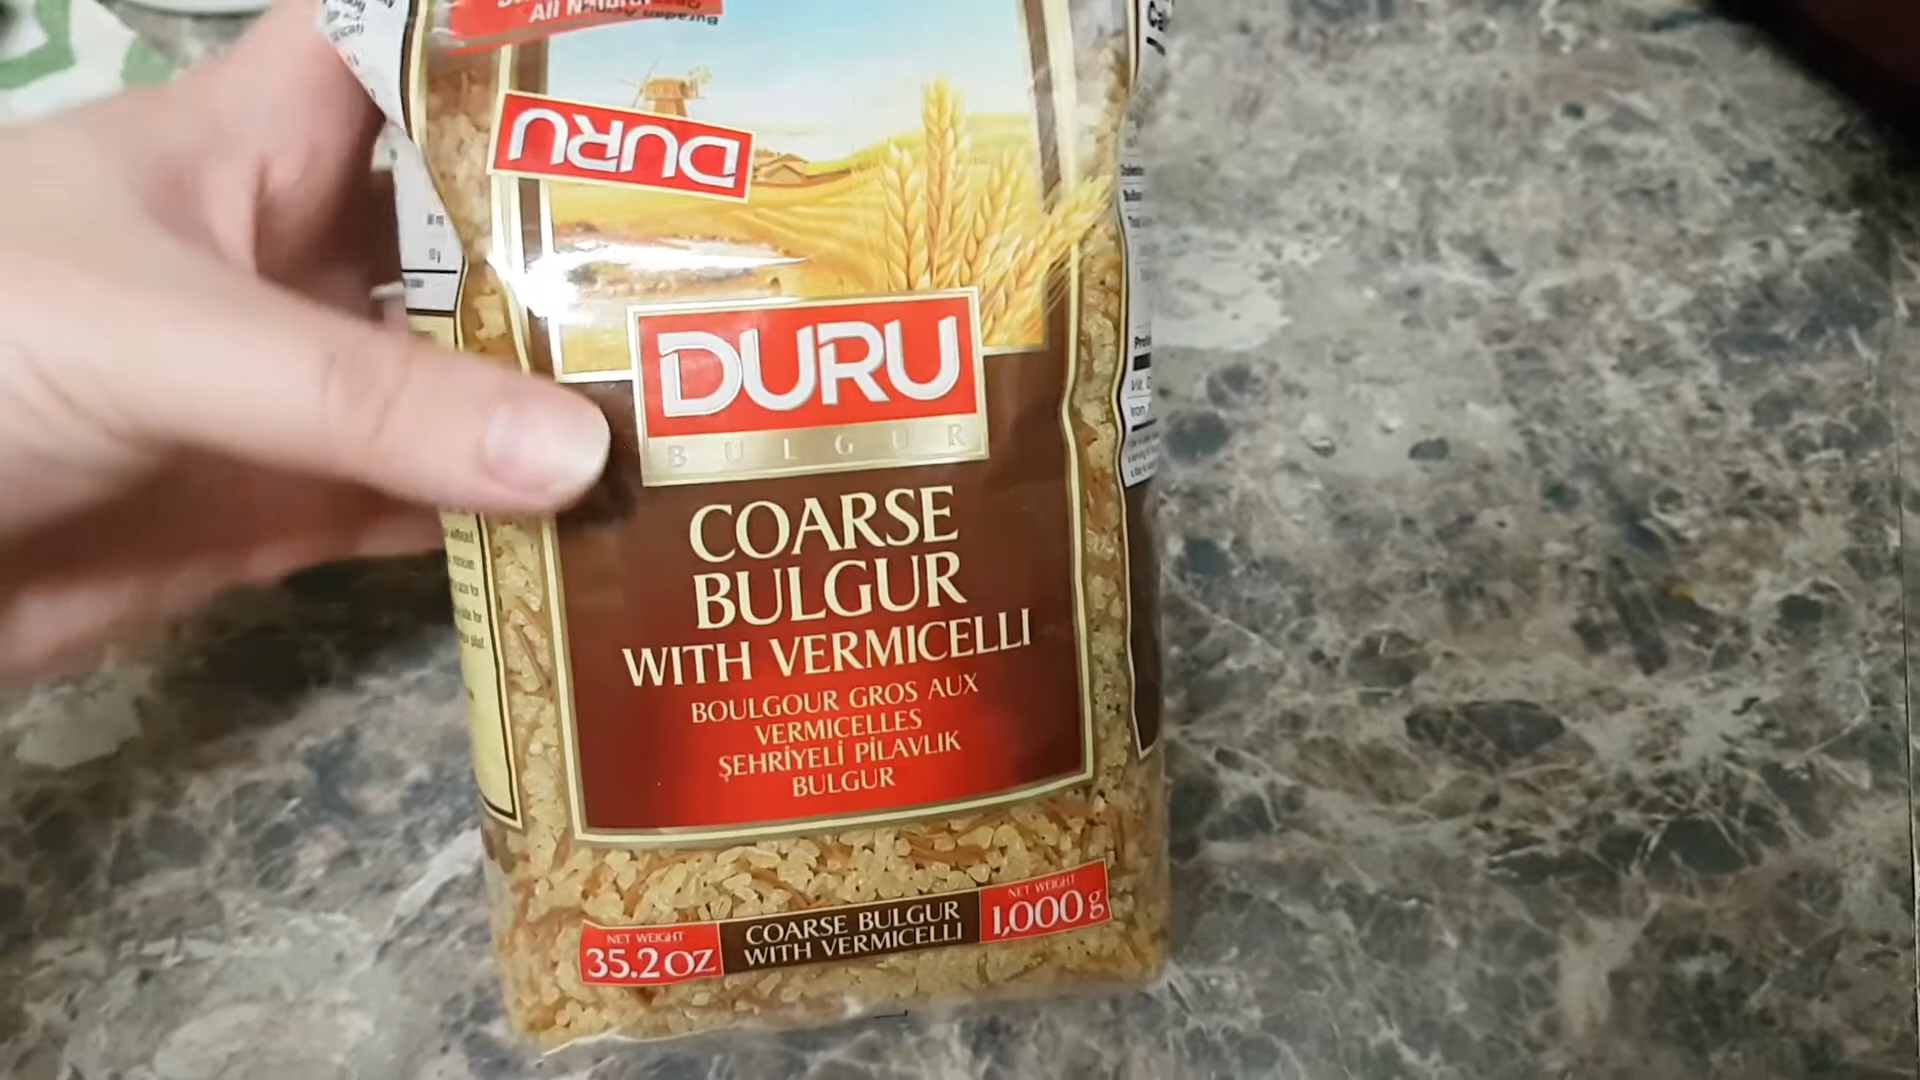 All Natural
DURU
DURU
BULGUR
COARSE
BULGUR
WITH VERMICELLI
BOULGOUR GROS AUX
VERMICELLES
ŞEHRİYELİ PİLAVLIK
BULGUR
NET WEIGHT
35.2 OZ
COARSE BULGUR
WITH VERMICELLI
NET WEIGHT
1,000 g